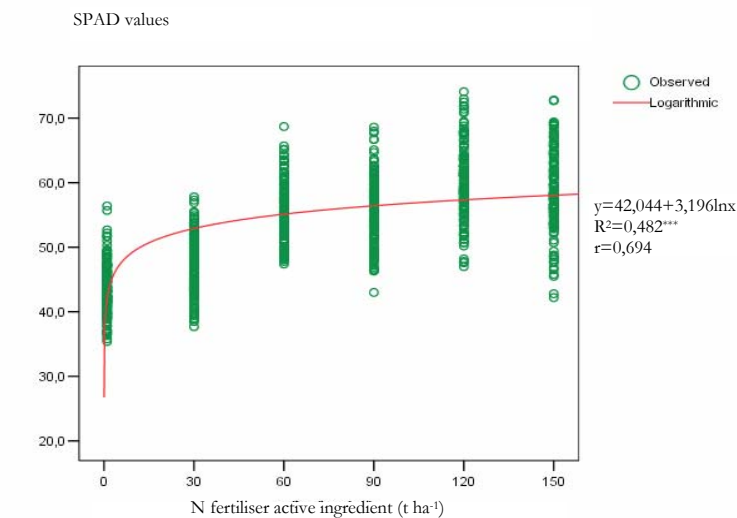 SPAD values
Observed
Logarithmic
70,0
60,0
50,0
40,0
30,0
20,0
y=42,044+3,196lnx
R²=0,482***
r=0,694
0 30 60 90 120 150
N fertiliser active ingredient (t ha-¹)